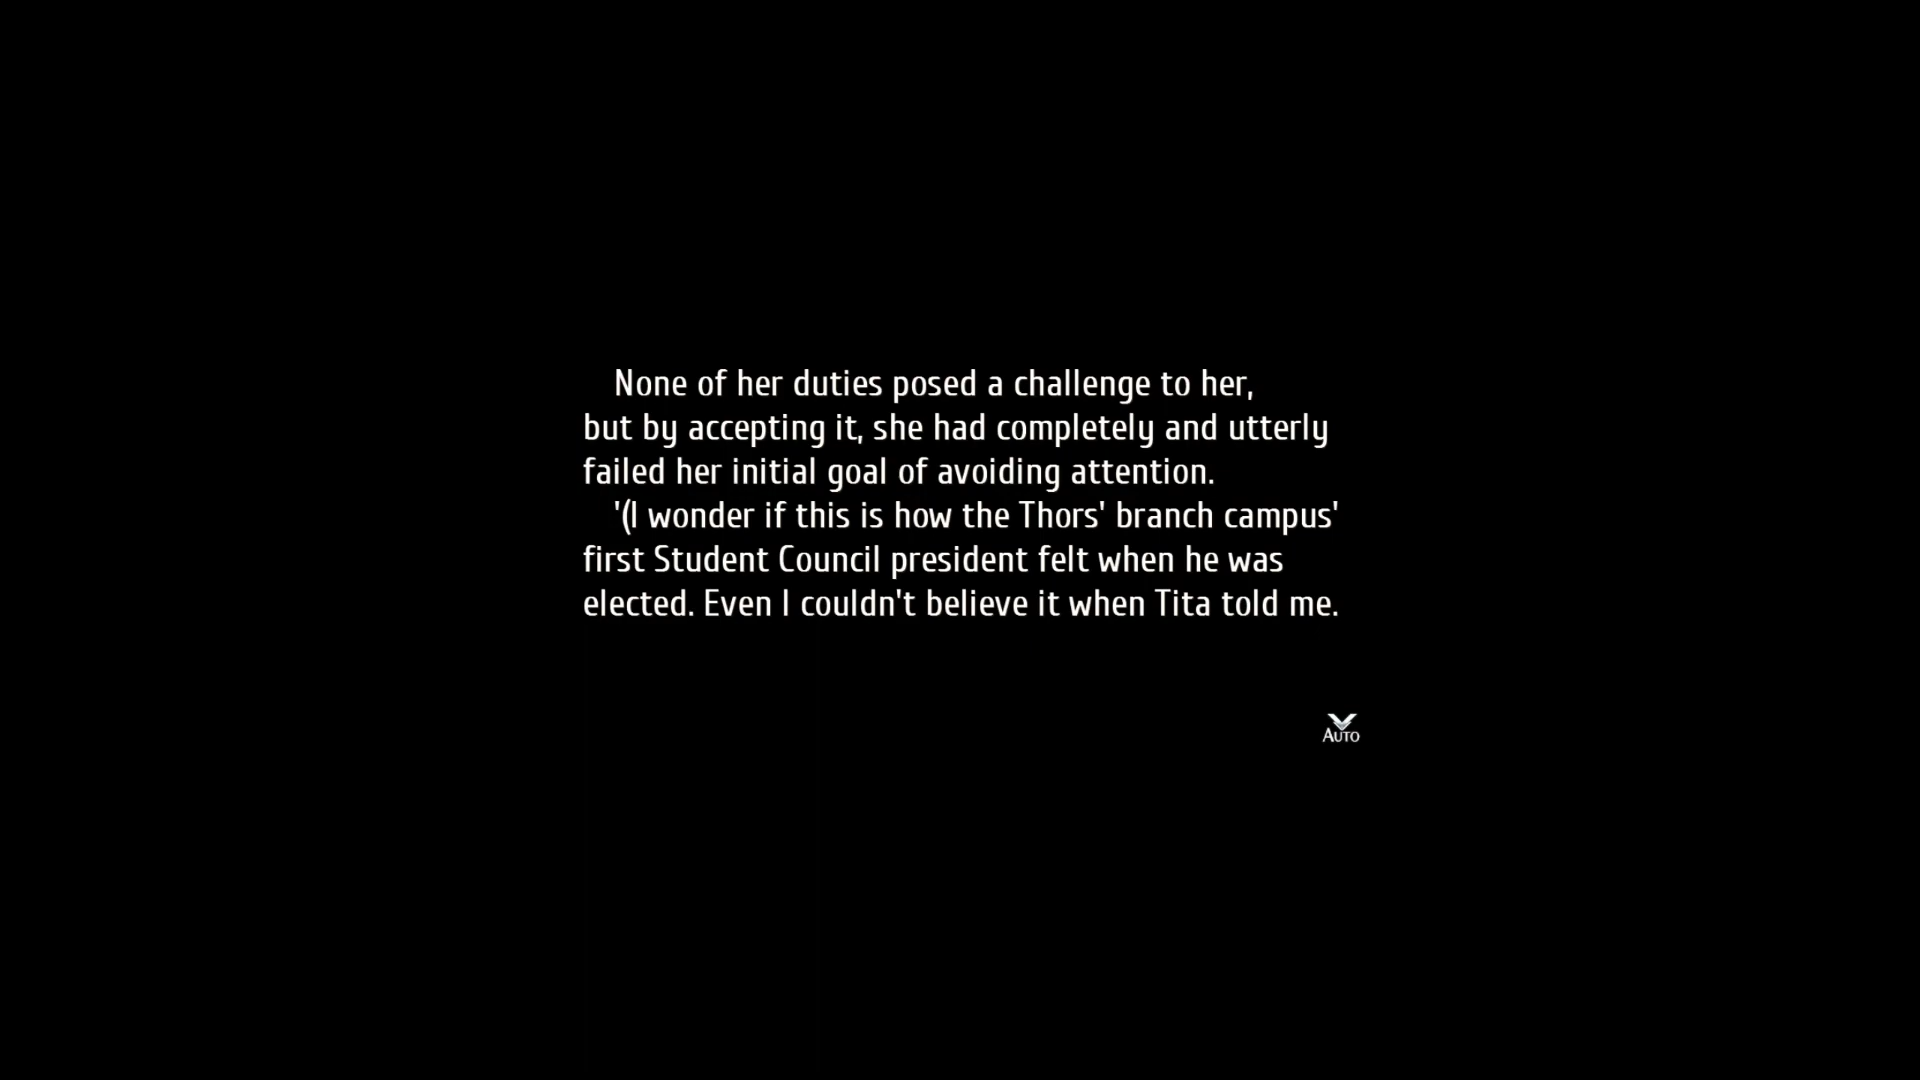 None of her duties posed a challenge to her,
but by accepting it, she had completely and utterly
failed her initial goal of avoiding attention.
'(I wonder if this is how the Thors' branch campus'
first Student Council president felt when he was
elected. Even I couldn't believe it when Tita told me.
AUTO